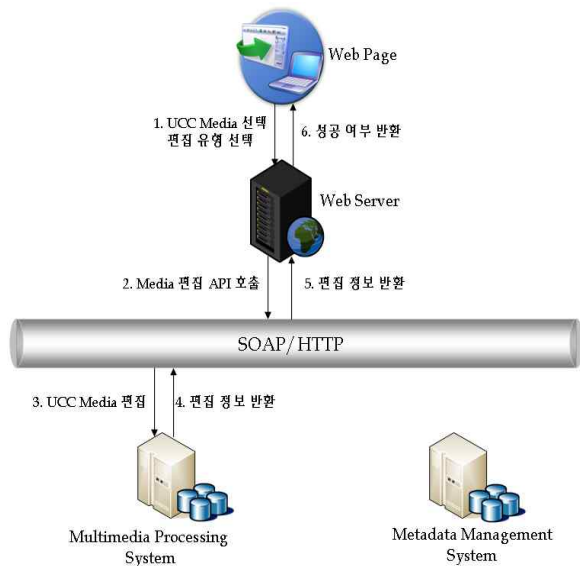 Web Page
1. UCC Media 선택
편집 유형 선택
6. 성공 여부 반환
Web Server
2. Media 편집 API 호출
5. 편집 정보 반환
SOAP/HTTP
3. UCC Media 편집
4. 편집 정보 반환
Multimedia Processing
System
Metadata Management
System